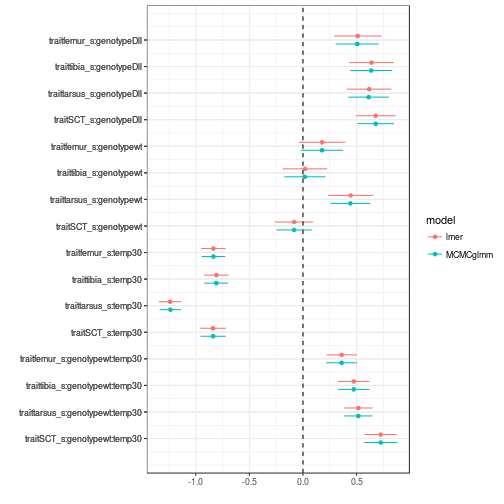 traitfemur_s:genotypeDll
traittibia_s:genotypeDll
traittarsus_s:genotypeDll
traitSCT_s:genotypeDll
traitfemur_s:genotypewt
traittibia_s:genotypewt
traittarsus_s:genotypewt
traitSCT_s:genotypewt
traitfemur_s:temp30
traittibia_s:temp30
traittarsus_s:temp30
traitSCT_s:temp30
traitfemur_s:genotypewt:temp30
traittibia_s:genotypewt:temp30
traittarsus_s:genotypewt:temp30
traitSCT_s:genotypewt:temp30
-1.0 -0.5 0.0 0.5
model
lmer
MCMCglmm